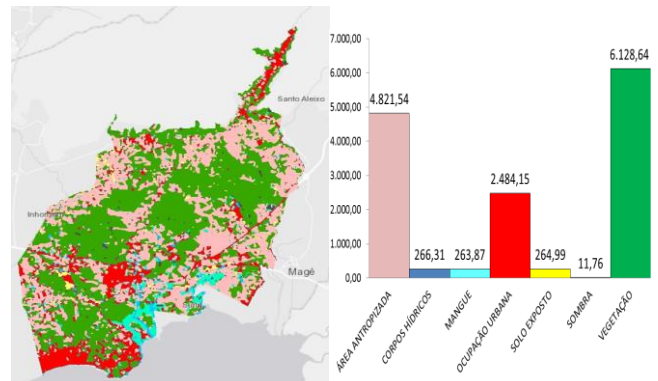 Santo Aleixo
Inhomirim
Magé
7.000,00
6.000,00
5.000,00
4.000,00
3.000,00
2.000,00
1.000,00
0,00
4.821,54
266,31
263,87
2.484,15
264,99
11,76
6.128,64
ÁREA ANTROPIZADA
CORPOS HÍDRICOS
MANGUE
OCUPAÇÃO URBANA
SOLO EXPOSTO
SOMBRA
VEGETAÇÃO